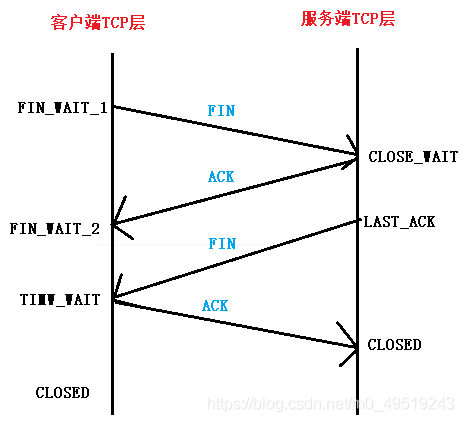 客户端TCP层
服务端TCP层
FIN_WAIT_1
FIN
CLOSE_WAIT
ACK
FIN_WAIT_2
LAST_ACK
FIN
TIMW_WAIT
ACK
CLOSED
CLOSED
https://blog.csdn.net/m0_49519243